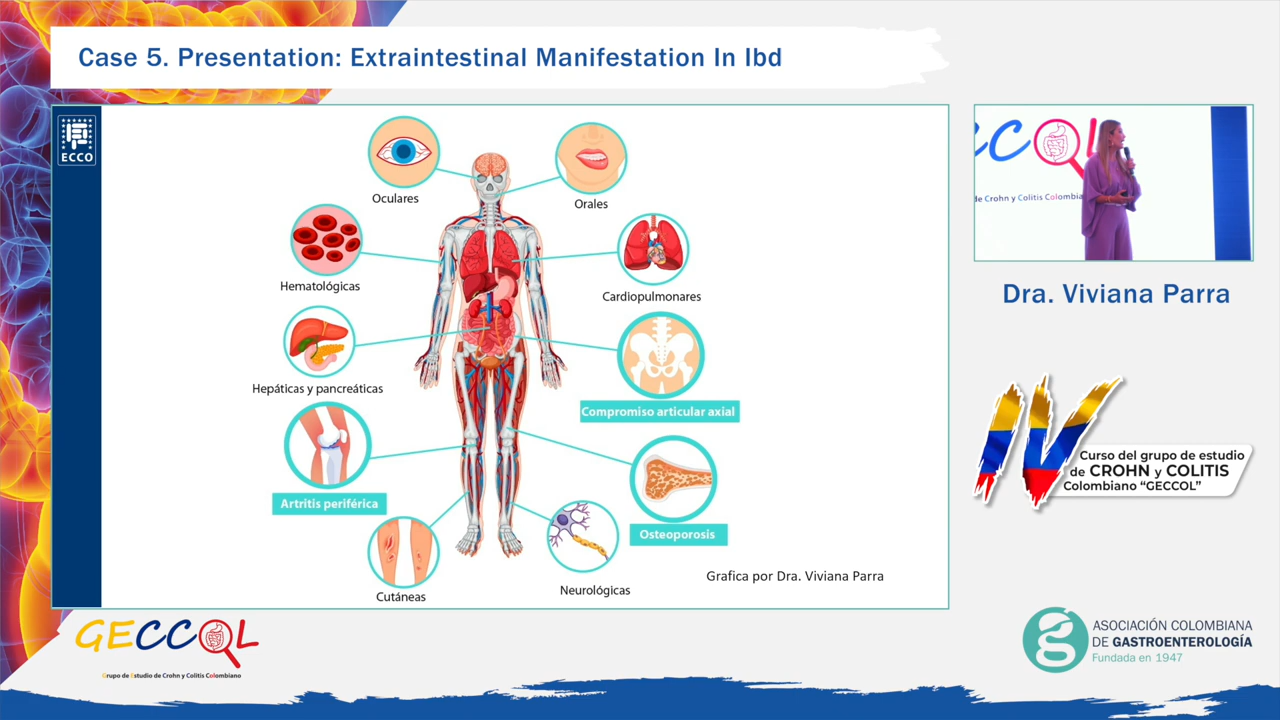 Case 5. Presentation: Extraintestinal Manifestation In Ibd
ECCO
Oculares
Orales
Hematológicas
Cardiopulmonares
Hepáticas y pancreáticas
Compromiso articular axial
Artritis periférica
Osteoporosis
Cutáneas
Neurológicas
Grafica por Dra. Viviana Parra
de Crohn y Colitis Colombia
Dra. Viviana Parra
IV
Curso del grupo de estudio
de CROHN y COLITIS
Colombiano “GECCOL”
GECCOL
Grupo de Estudio de Crohn y Colitis Colombiano
ASOCIACIÓN COLOMBIANA
DE GASTROENTEROLOGÍA
Fundada en 1947